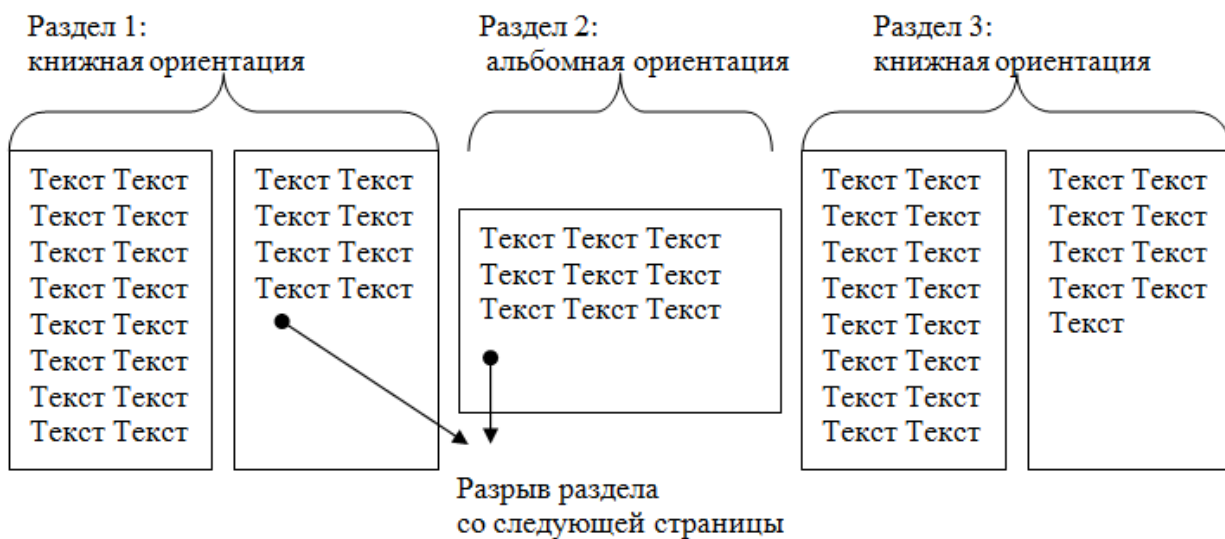 Раздел 1:
книжная ориентация
Раздел 2:
альбомная ориентация
Раздел 3:
книжная ориентация
Текст Текст
Текст Текст
Текст Текст
Текст Текст
Текст Текст
Текст Текст
Текст Текст
Текст Текст
Текст Текст
Текст Текст
Текст Текст
Текст Текст
Текст Текст Текст
Текст Текст Текст
Текст Текст Текст
Текст Текст
Текст Текст
Текст Текст
Текст Текст
Текст Текст
Текст Текст
Текст Текст
Текст Текст
Текст Текст
Текст Текст
Текст Текст
Текст Текст
Текст
Разрыв раздела
со следующей страницы